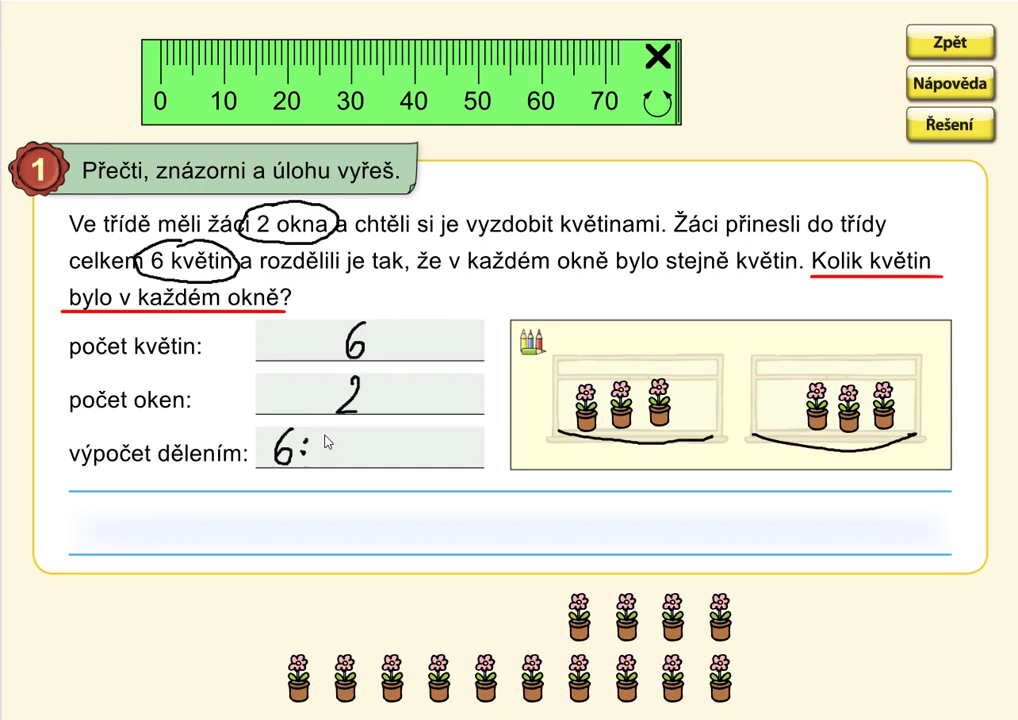 0 10 20 30 40 50 60 70
Zpět
Nápověda
Řešení
1 Přečti, znázorni a úlohu vyřeš.
Ve třídě měli žáci 2 okna a chtěli si je vyzdobit květinami. Žáci přinesli do třídy
celkem 6 květin a rozdělili je tak, že v každém okně bylo stejně květin. Kolik květin
bylo v každém okně?
počet květin: 6
počet oken: 2
výpočet dělením: 6: